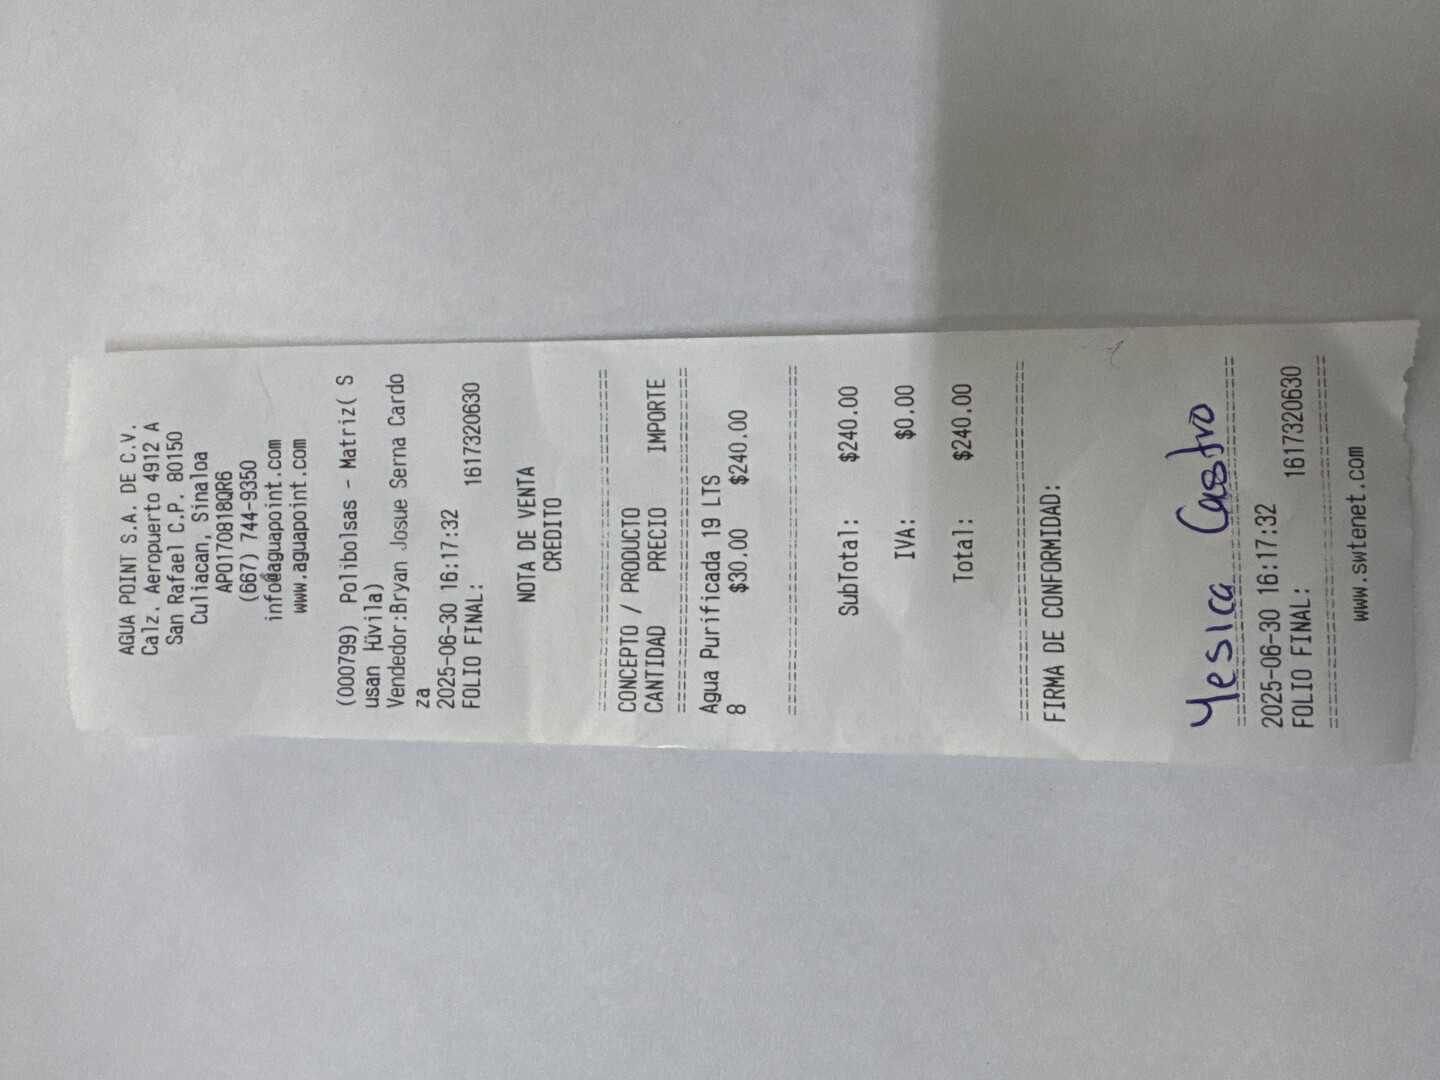 AGUA POINT S.A. DE C.V.
Calz. Aeropuerto 4912 A
San Rafael C.P. 80150
Culiacan, Sinaloa
APO170818QR6
(667) 744-9350
info@aguapoint.com
www.aguapoint.com
(000799) Polibolsas - Matriz( S
usan Hüvila)
Vendedor:Bryan Josue Serna Cardo
za
2025-06-30 16:17:32
FOLIO FINAL: 1617320630
NOTA DE VENTA
CREDITO
================================
CONCEPTO / PRODUCTO
CANTIDAD PRECIO IMPORTE
================================
Agua Purificada 19 LTS
8 $30.00 $240.00
================================
SubTotal: $240.00
IVA: $0.00
Total: $240.00
================================
FIRMA DE CONFORMIDAD:
Yesica Castro
================================
2025-06-30 16:17:32
FOLIO FINAL: 1617320630
================================
www.swtenet.com